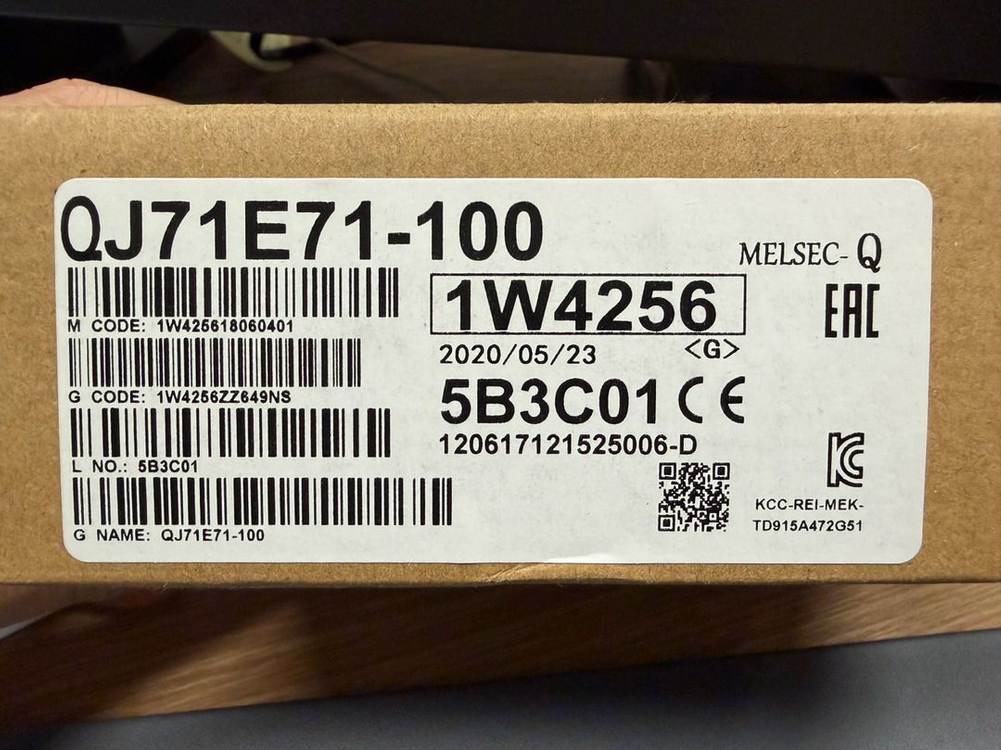 QJ71E71-100
MELSEC-Q
M CODE: 1W425618060401
1W4256
EAC
2020/05/23 <G>
G CODE: 1W4256ZZ649NS
5B3C01 CE
120617121525006-D
L NO.: 5B3C01
KC
KCC-REI-MEK-
TD915A472G51
G NAME: QJ71E71-100